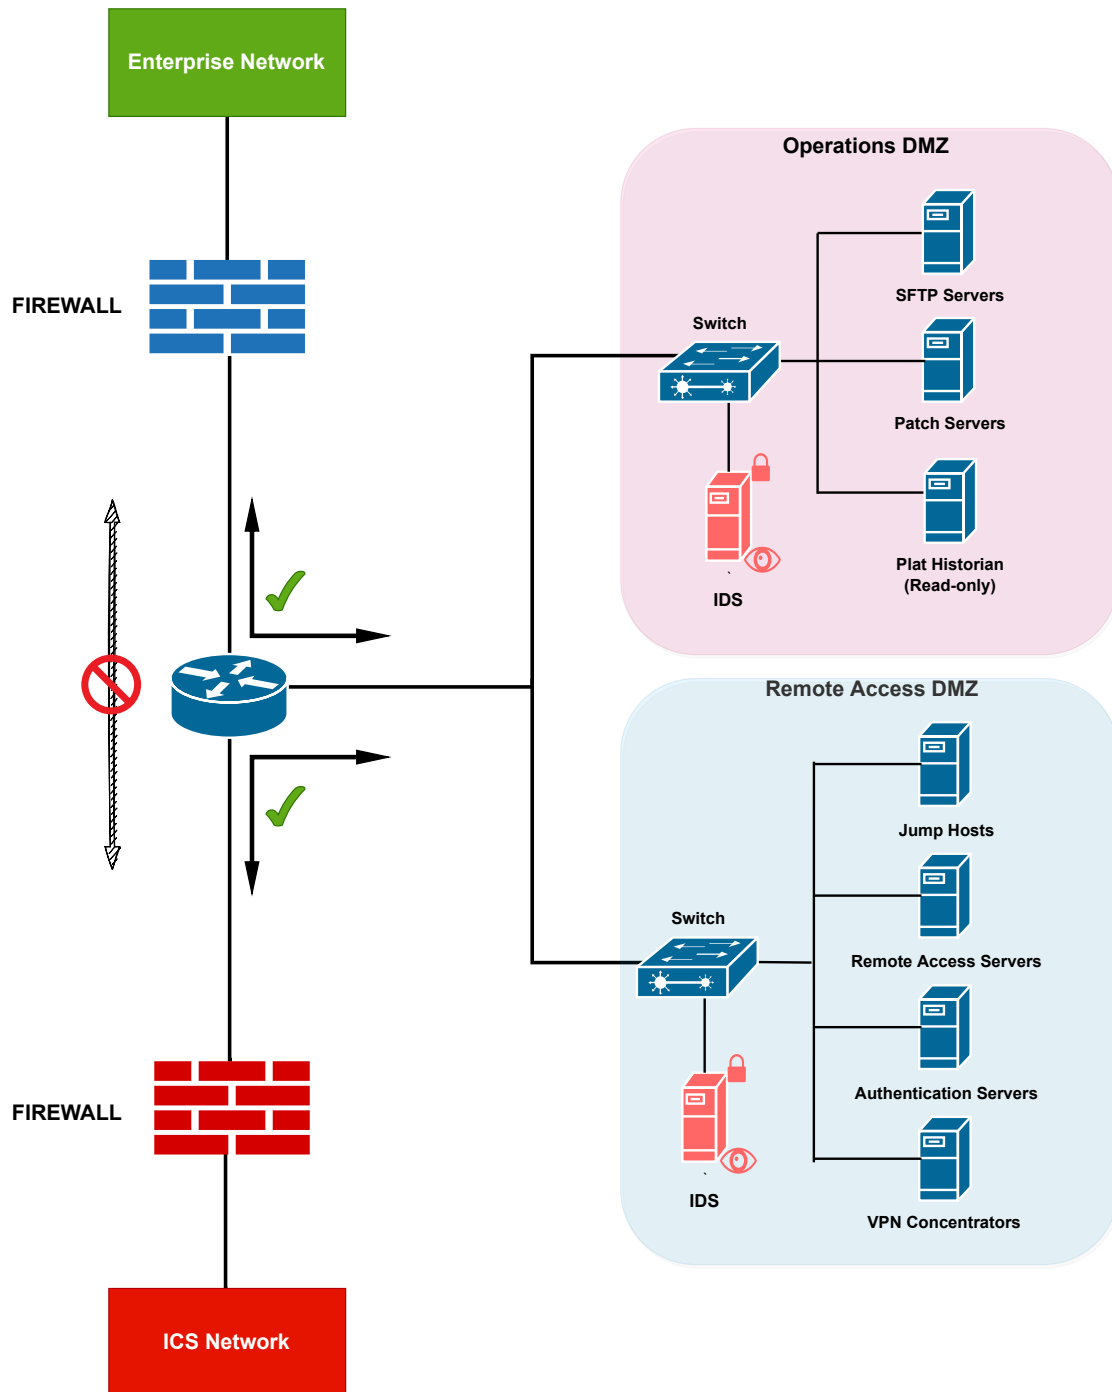 Enterprise Network
Operations DMZ
SFTP Servers
FIREWALL
Switch
Patch Servers
Plat Historian
(Read-only)
IDS
Remote Access DMZ
Jump Hosts
Switch
Remote Access Servers
Authentication Servers
FIREWALL
IDS
VPN Concentrators
ICS Network